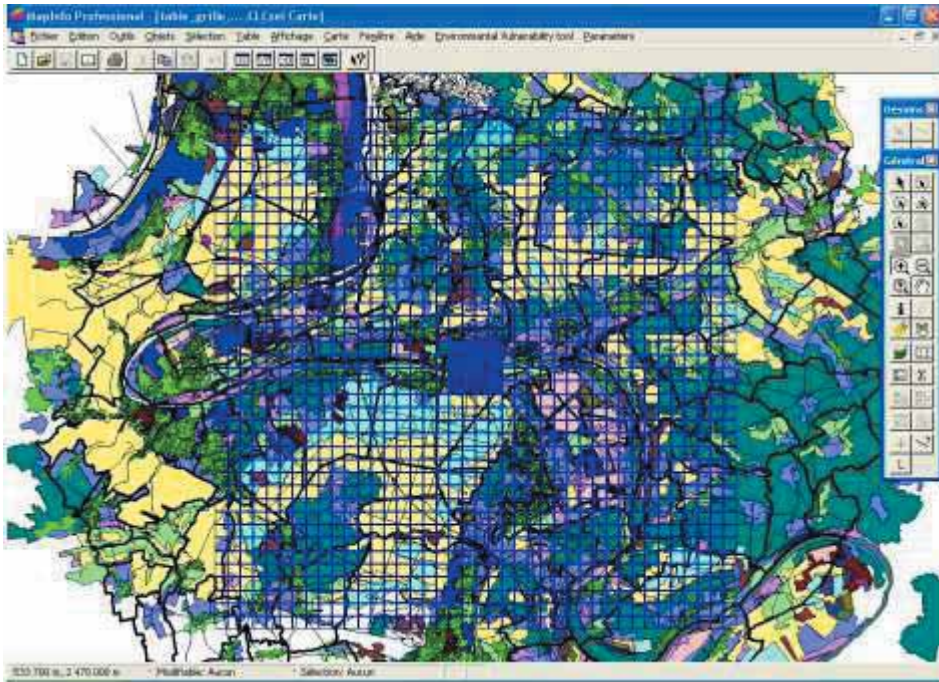 MapInfo Professional - [table_grille, ..., Carte]
Fichier Edition Outils Objets Sélection Table Affichage Carte Fenêtre Aide Environmental Vulnerability tool Parameters
Dessins
Général
Modifiable: Aucun Sélection: Aucun